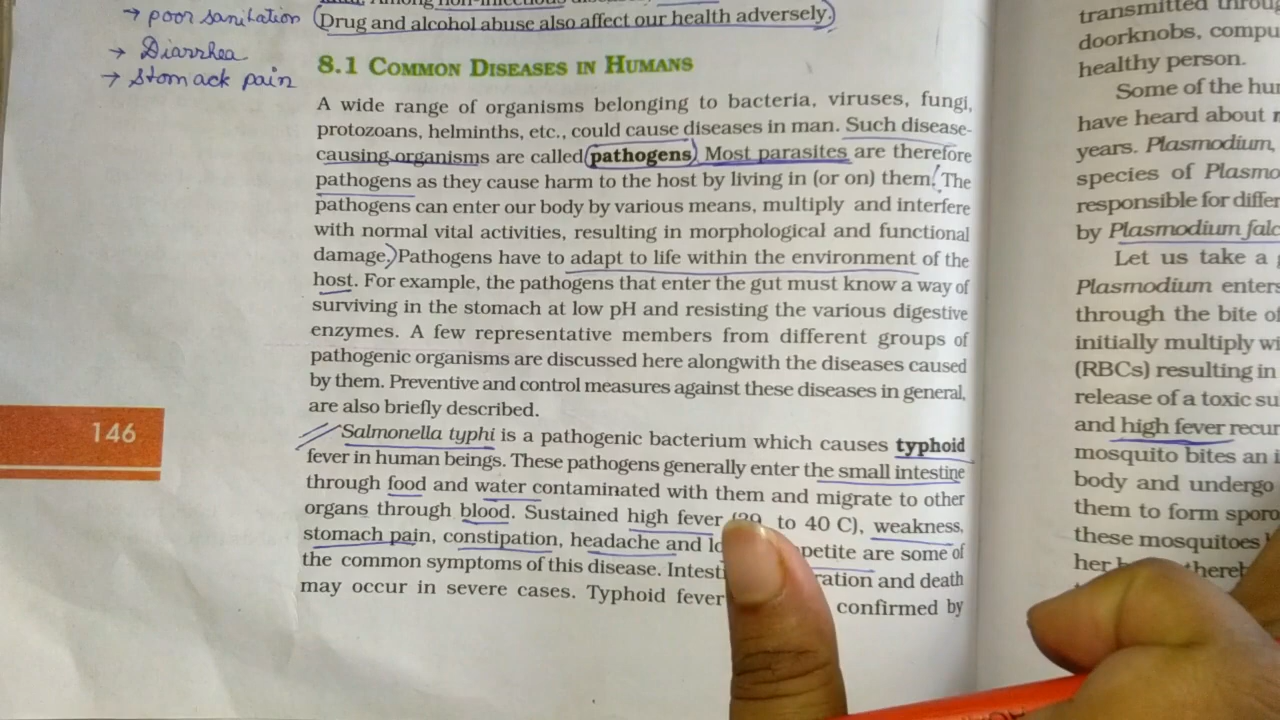 → poor sanitation
→ Diarrhea
→ Stomack pain
Drug and alcohol abuse also affect our health adversely.
8.1 COMMON DISEASES IN HUMANS
A wide range of organisms belonging to bacteria, viruses, fungi,
protozoans, helminths, etc., could cause diseases in man. Such disease-
causing organisms are called pathogens. Most parasites are therefore
pathogens as they cause harm to the host by living in (or on) them. The
pathogens can enter our body by various means, multiply and interfere
with normal vital activities, resulting in morphological and functional
damage. Pathogens have to adapt to life within the environment of the
host. For example, the pathogens that enter the gut must know a way of
surviving in the stomach at low pH and resisting the various digestive
enzymes. A few representative members from different groups of
pathogenic organisms are discussed here alongwith the diseases caused
by them. Preventive and control measures against these diseases in general,
are also briefly described.
Salmonella typhi is a pathogenic bacterium which causes typhoid
fever in human beings. These pathogens generally enter the small intestine
through food and water contaminated with them and migrate to other
organs through blood. Sustained high fever to 40 C), weakness,
stomach pain, constipation, headache and are some of
the common symptoms of this disease. and death
may occur in severe cases. Typhoid fever confirmed by
146
transmitted
doorknobs,
healthy person.
Some of the
have heard about
years. Plasmodium,
species of
responsible for
by Plasmodium
Let us take a
Plasmodium enters
through the bite
initially multiply
(RBCs) resulting in
release of a toxic
and high fever
mosquito bites an
body and undergo
them to form
these mosquitoes
her